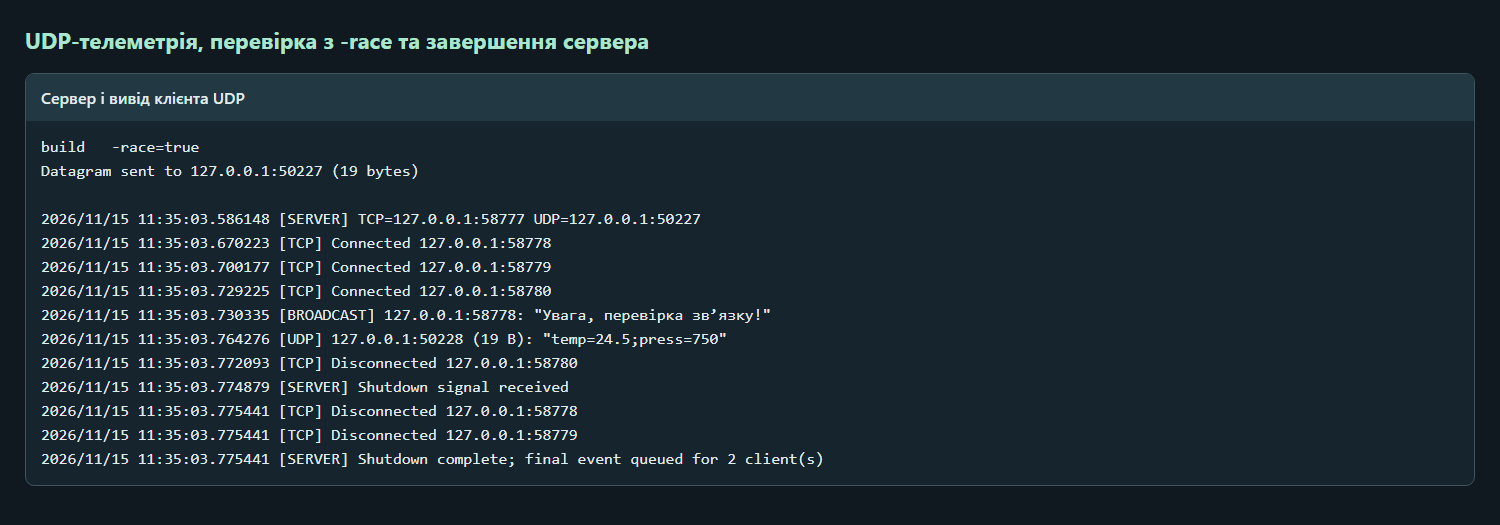 UDP-телеметрія, перевірка з -race та завершення сервера
Сервер і вивід клієнта UDP
build   -race=true
Datagram sent to 127.0.0.1:50227 (19 bytes)
2026/11/15 11:35:03.586148 [SERVER] TCP=127.0.0.1:58777 UDP=127.0.0.1:50227
2026/11/15 11:35:03.670223 [TCP] Connected 127.0.0.1:58778
2026/11/15 11:35:03.700177 [TCP] Connected 127.0.0.1:58779
2026/11/15 11:35:03.729225 [TCP] Connected 127.0.0.1:58780
2026/11/15 11:35:03.730335 [BROADCAST] 127.0.0.1:58778: "Увага, перевірка зв’язку!"
2026/11/15 11:35:03.764276 [UDP] 127.0.0.1:50228 (19 B): "temp=24.5;press=750"
2026/11/15 11:35:03.772093 [TCP] Disconnected 127.0.0.1:58780
2026/11/15 11:35:03.774879 [SERVER] Shutdown signal received
2026/11/15 11:35:03.775441 [TCP] Disconnected 127.0.0.1:58778
2026/11/15 11:35:03.775441 [TCP] Disconnected 127.0.0.1:58779
2026/11/15 11:35:03.775441 [SERVER] Shutdown complete; final event queued for 2 client(s)